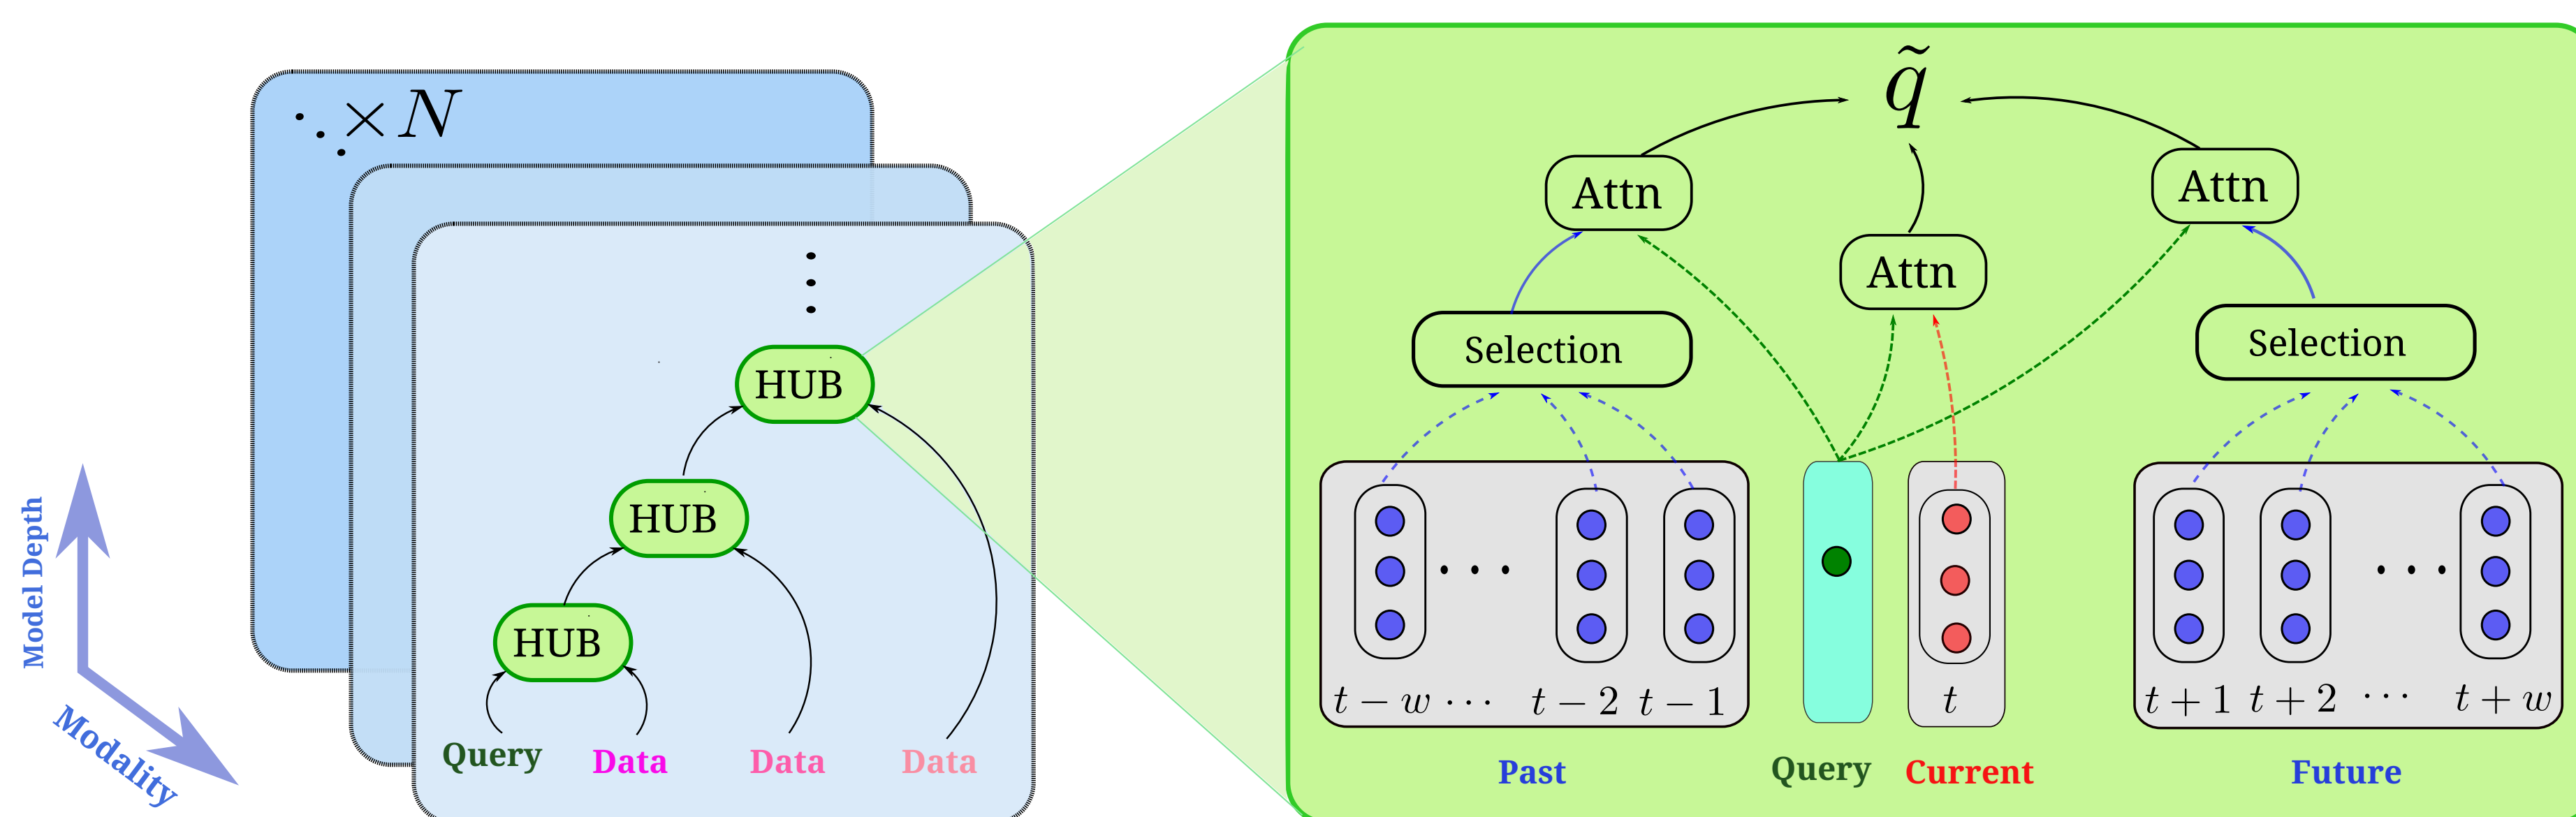 ⋱ × N
⋮
HUB
HUB
HUB
Query Data Data Data
Model Depth
Modality
q̃
Attn Attn
Attn
Selection Selection
t − w ··· t − 2 t − 1 t t + 1 t + 2 ··· t + w
Past Query Current Future